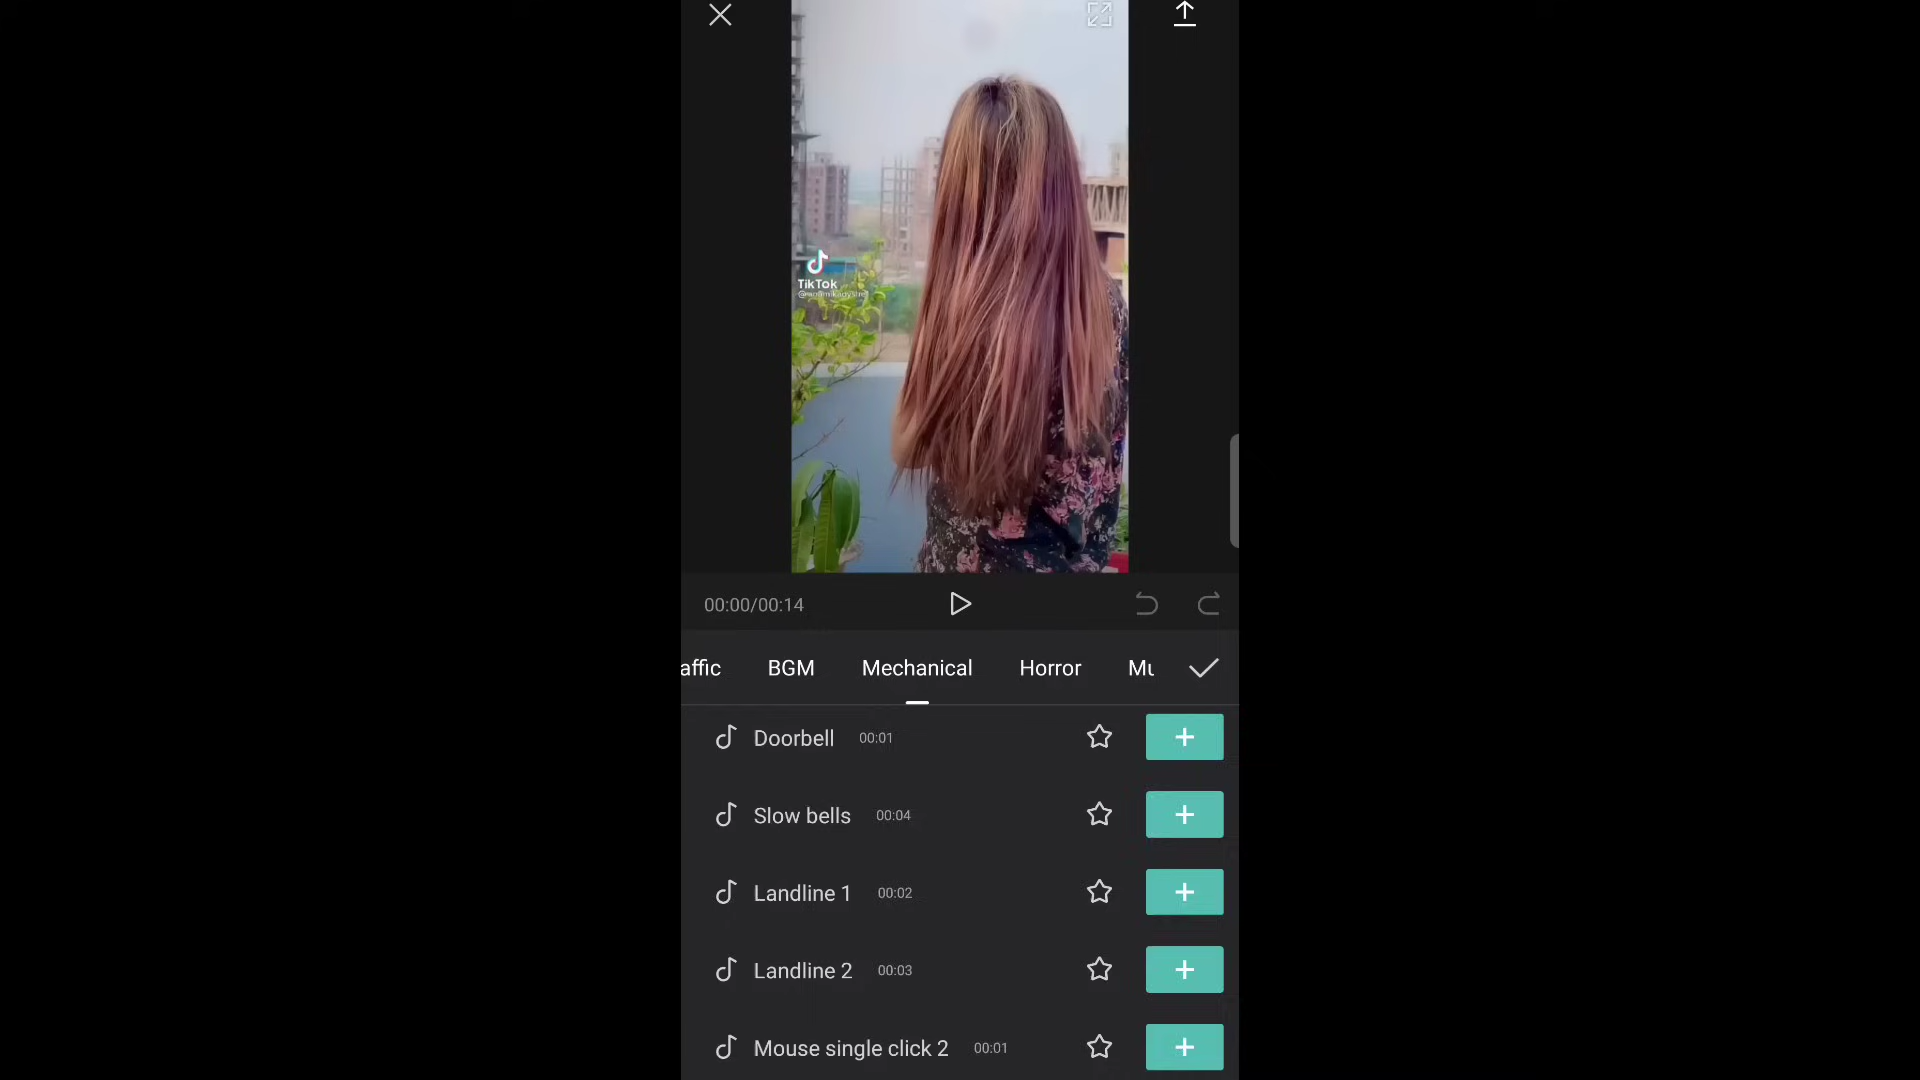 TikTok
00:00/00:14
affic BGM Mechanical Horror Mu
Doorbell 00:01
Slow bells 00:04
Landline 1 00:02
Landline 2 00:03
Mouse single click 2 00:01